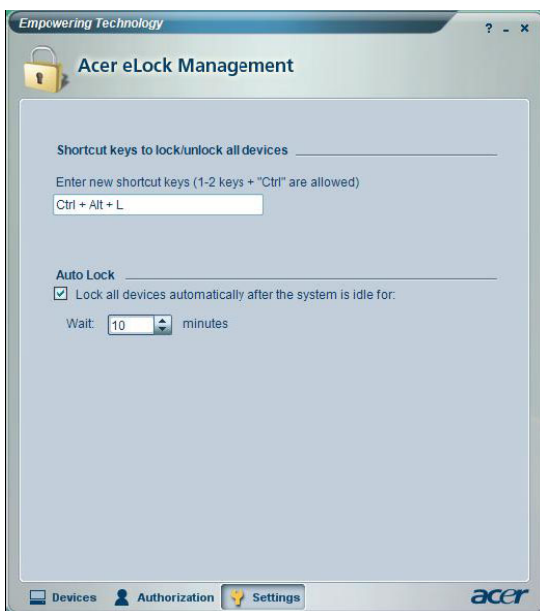 Empowering Technology
? - ×
Acer eLock Management
Shortcut keys to lock/unlock all devices
Enter new shortcut keys (1-2 keys + "Ctrl" are allowed)
Ctrl + Alt + L
Auto Lock
Lock all devices automatically after the system is idle for:
Wait: 10 minutes
Devices Authorization Settings acer